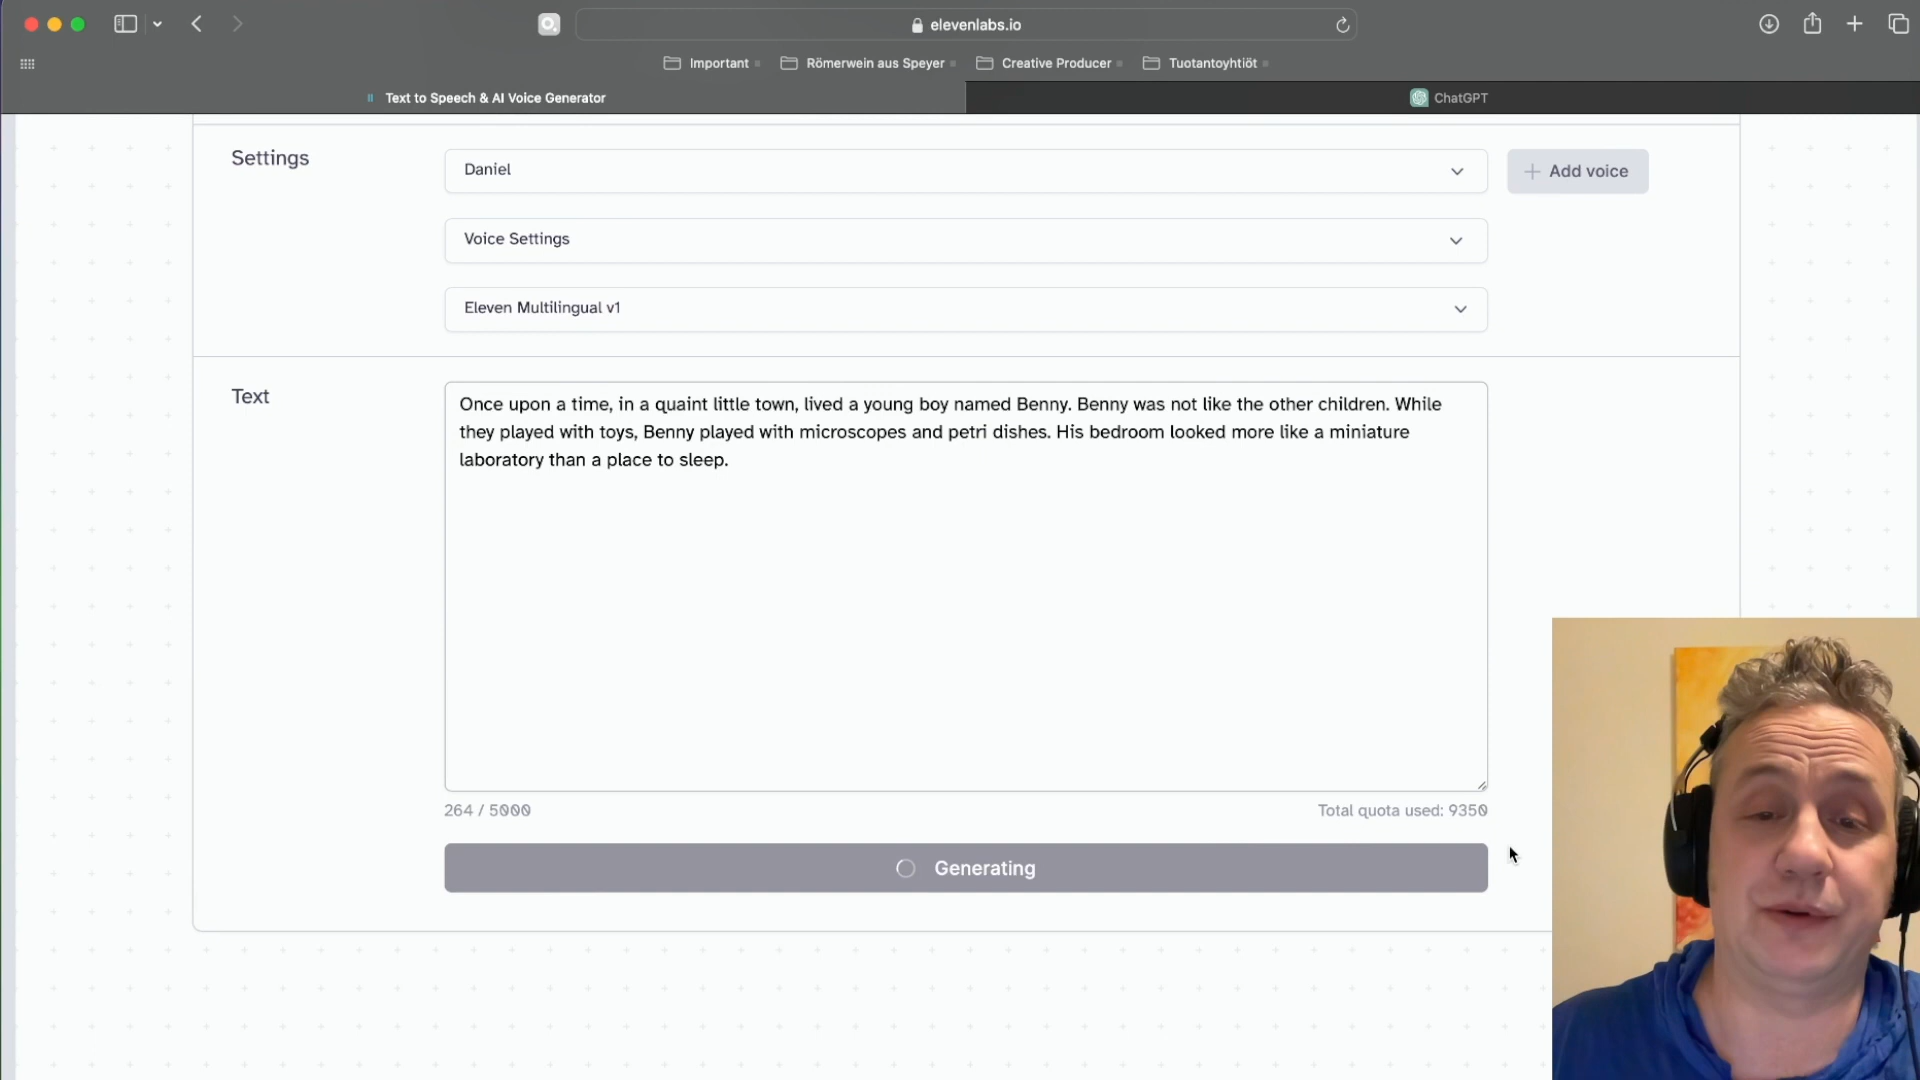 elevenlabs.io
Important
Römerwein aus Speyer
Creative Producer
Tuotantoyhtiöt
Text to Speech & AI Voice Generator
ChatGPT
Settings
Daniel
Add voice
Voice Settings
Eleven Multilingual v1
Text
Once upon a time, in a quaint little town, lived a young boy named Benny. Benny was not like the other children. While
they played with toys, Benny played with microscopes and petri dishes. His bedroom looked more like a miniature
laboratory than a place to sleep.
264 / 5000
Total quota used: 9350
Generating